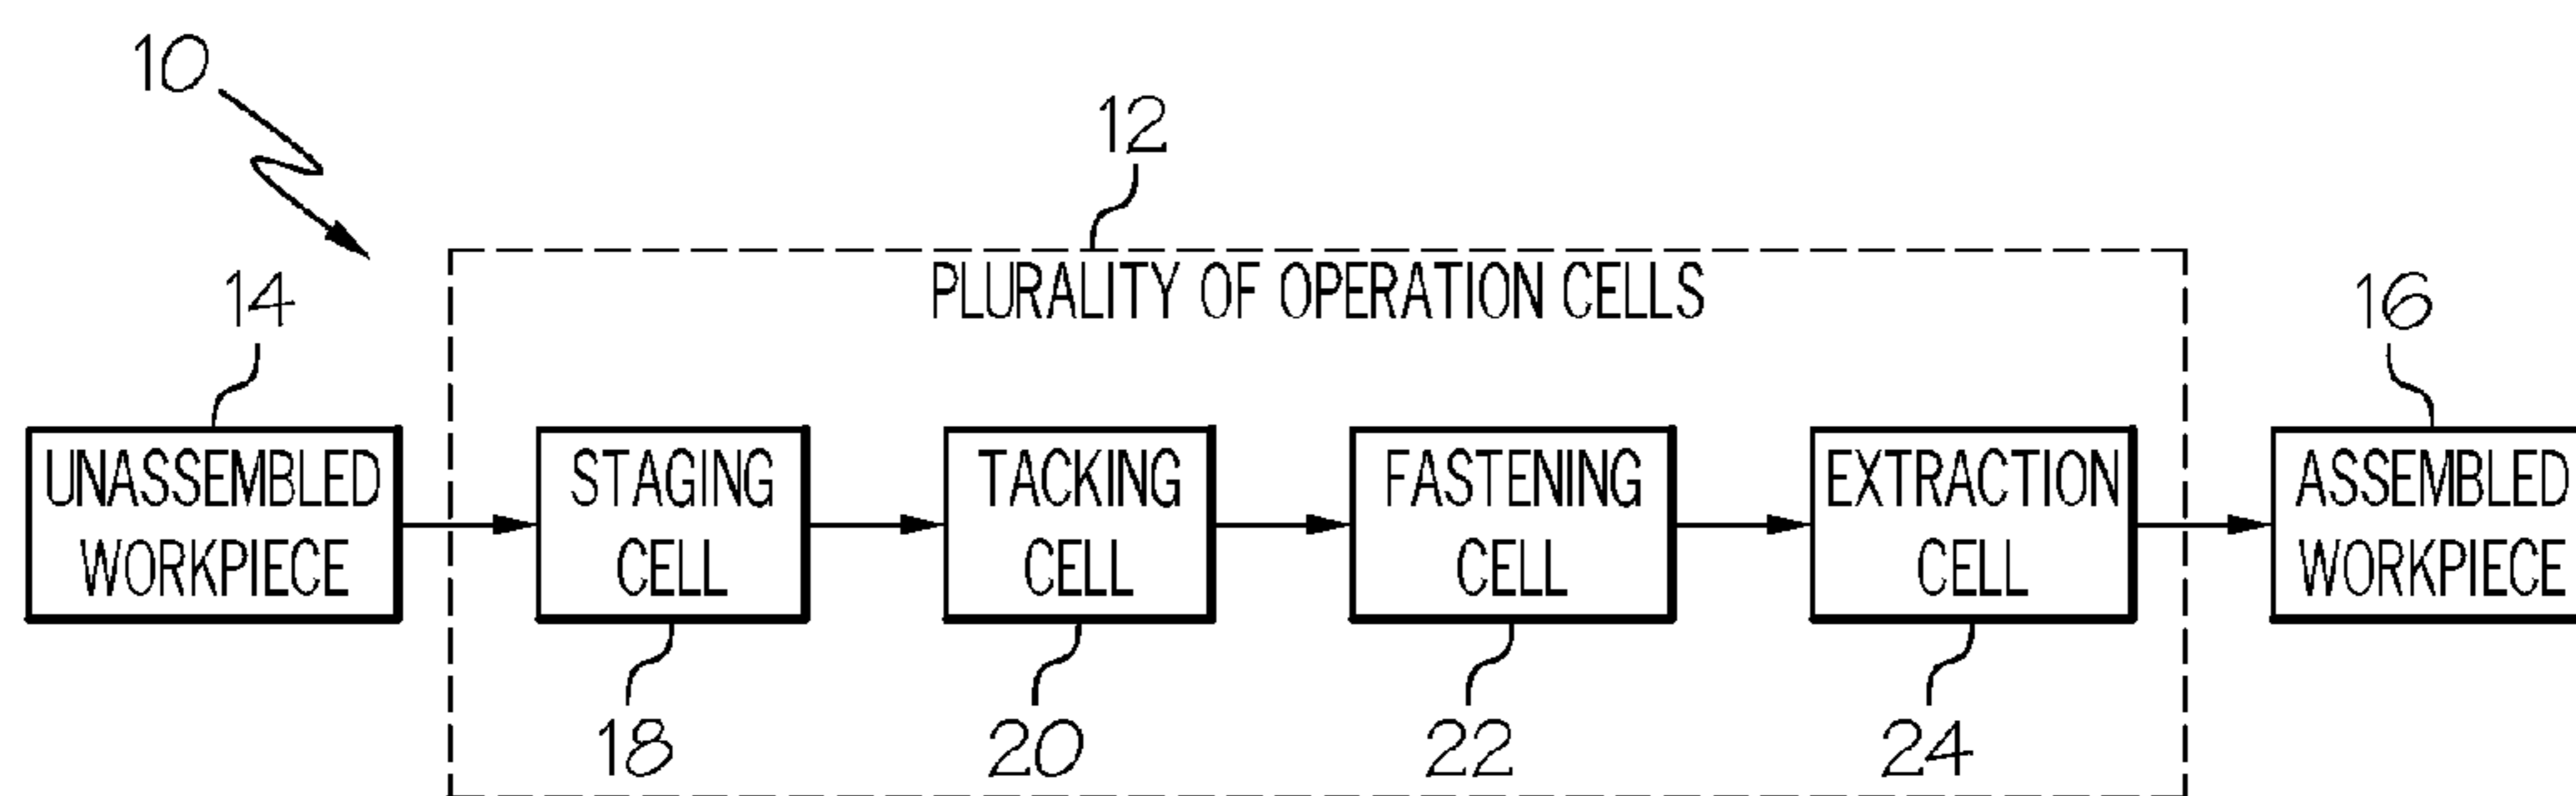 10
12
PLURALITY OF OPERATION CELLS
14
16
UNASSEMBLED
WORKPIECE
STAGING
CELL
TACKING
CELL
FASTENING
CELL
EXTRACTION
CELL
ASSEMBLED
WORKPIECE
18
20
22
24